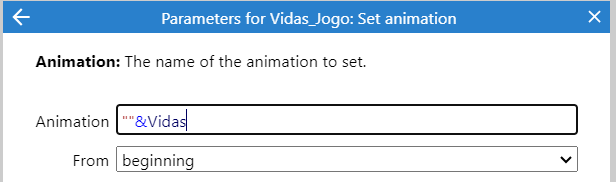 Parameters for Vidas_Jogo: Set animation
Animation: The name of the animation to set.
Animation ""&Vidas
From beginning